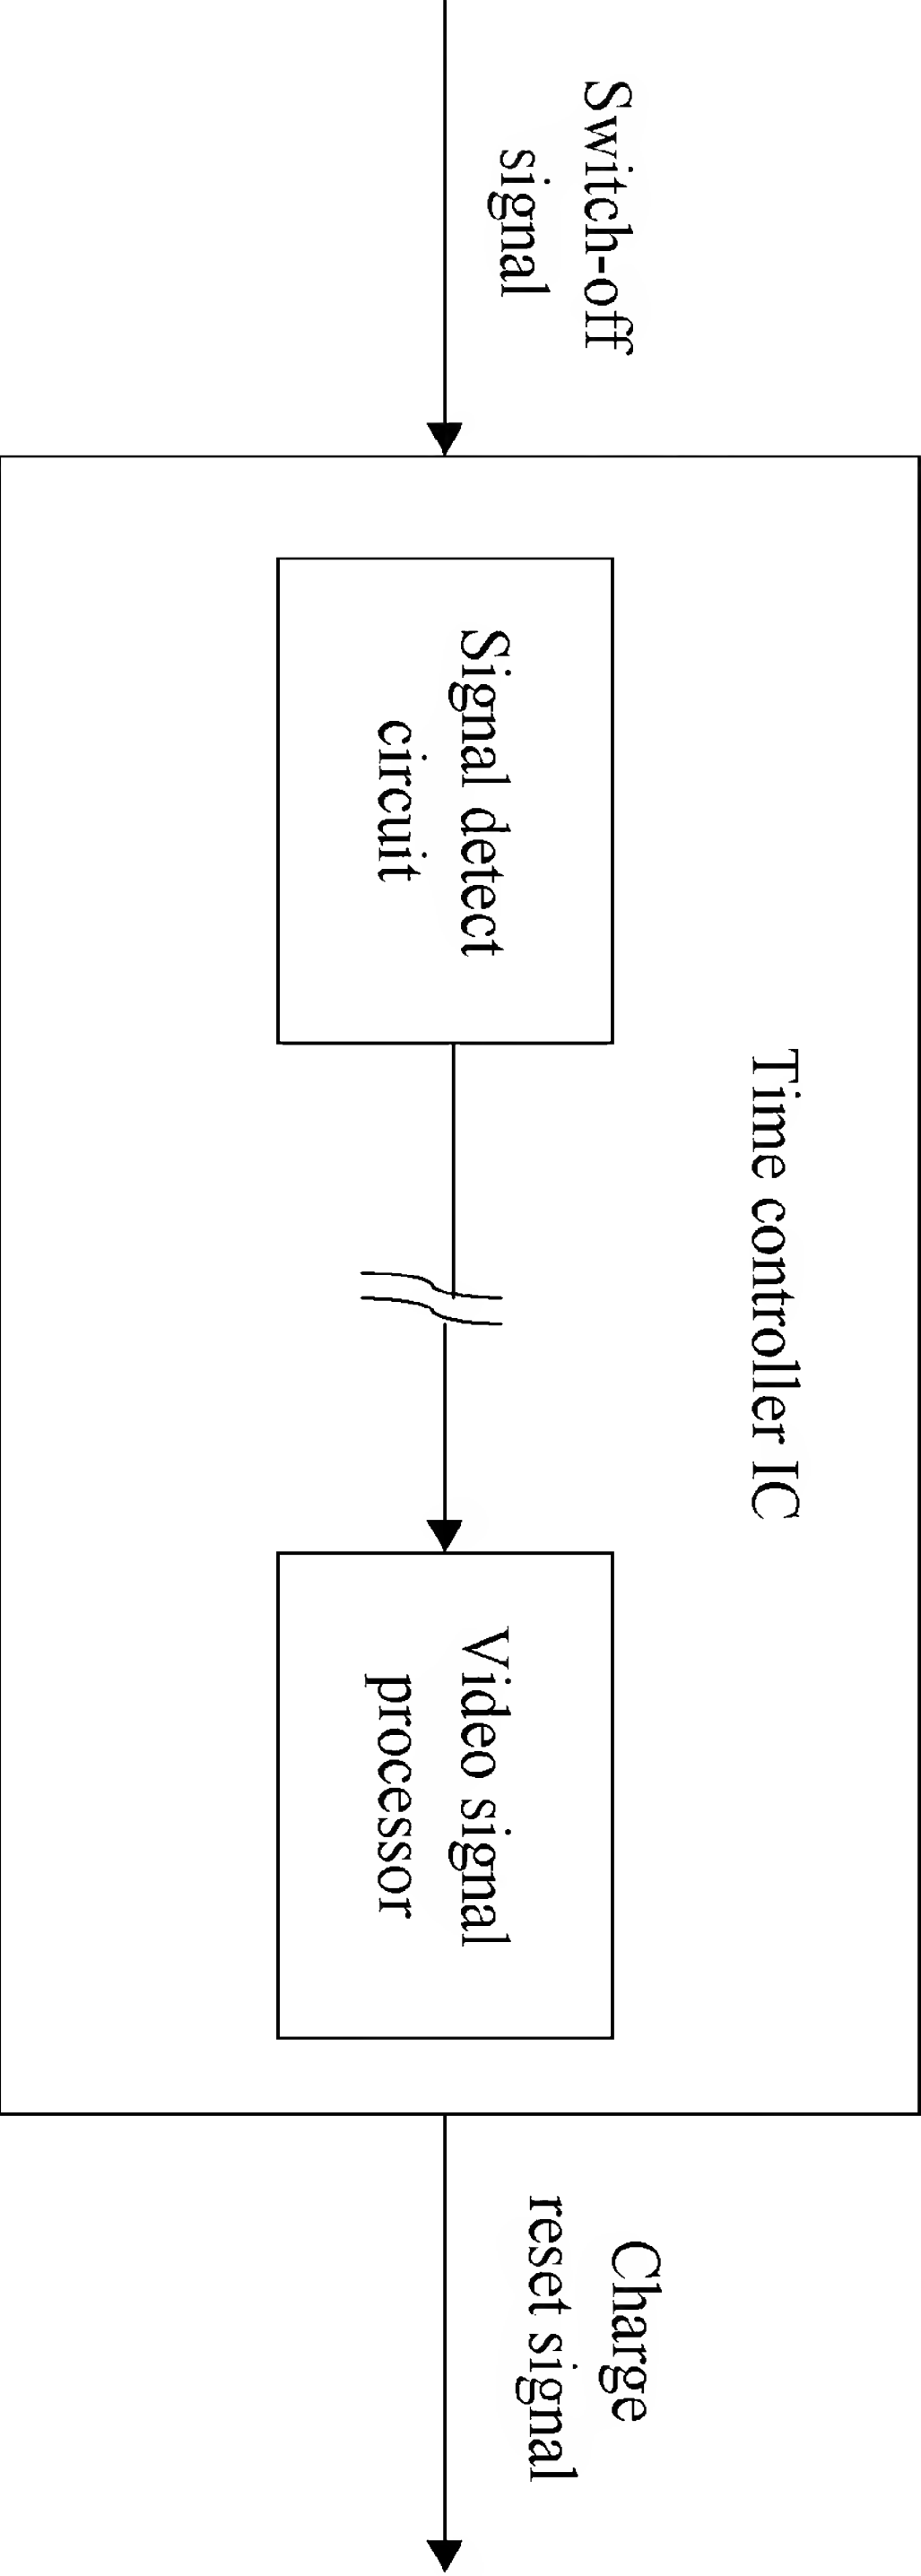 Switch-off
signal
Time controller IC
Signal detect
circuit
Video signal
processor
Charge
reset signal